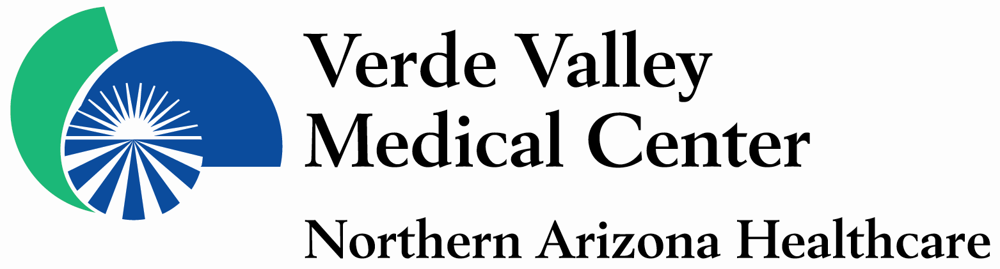 Verde Valley
Medical Center
Northern Arizona Healthcare